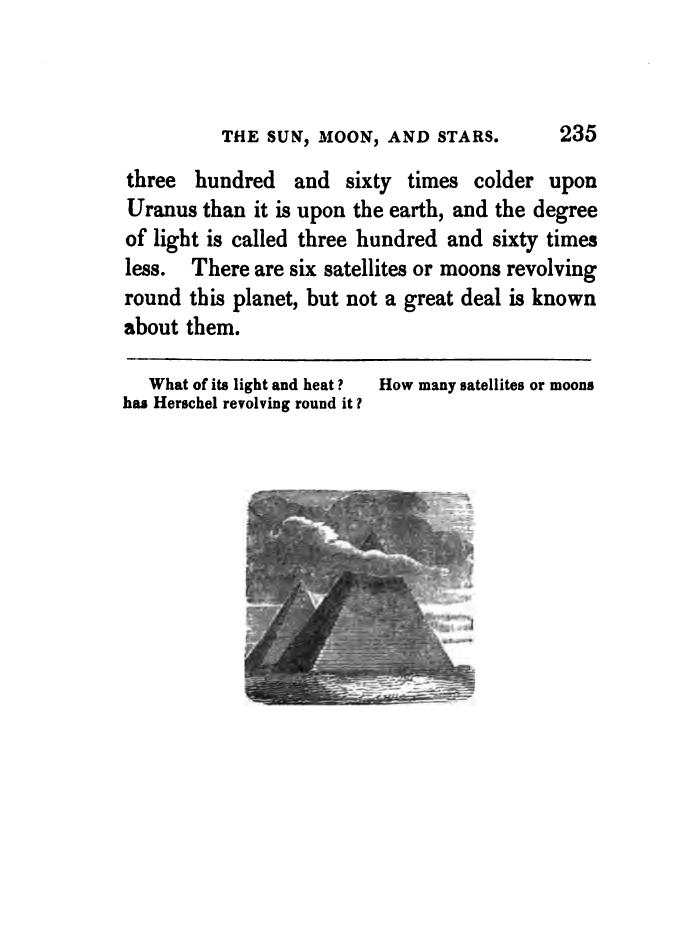 THE SUN, MOON, AND STARS. 235
three hundred and sixty times colder upon
Uranus than it is upon the earth, and the degree
of light is called three hundred and sixty times
less. There are six satellites or moons revolving
round this planet, but not a great deal is known
about them.
What of its light and heat? How many satellites or moons
has Herschel revolving round it?